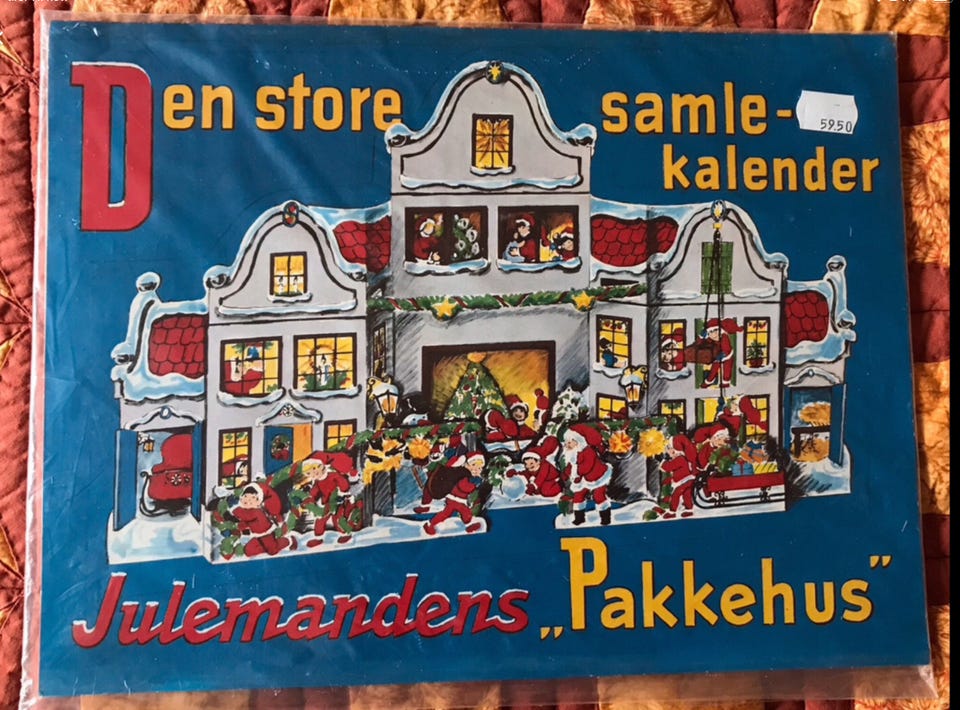 Den store samle-
kalender
59.50
Julemandens „Pakkehus”